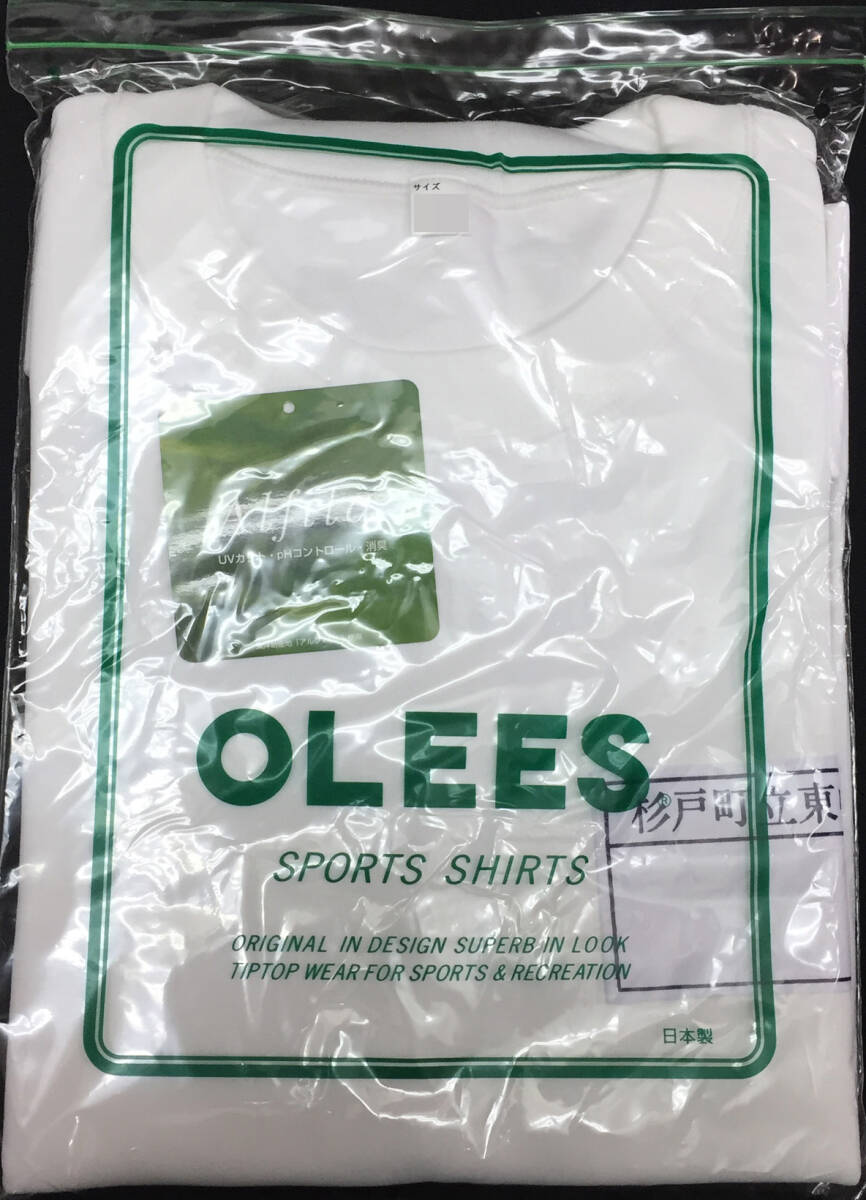 サイズ
Alfita
UVカット・pHコントロール・消臭
OLEES
®
杉戸町立東
SPORTS SHIRTS
ORIGINAL IN DESIGN SUPERB IN LOOK
TIPTOP WEAR FOR SPORTS & RECREATION
日本製